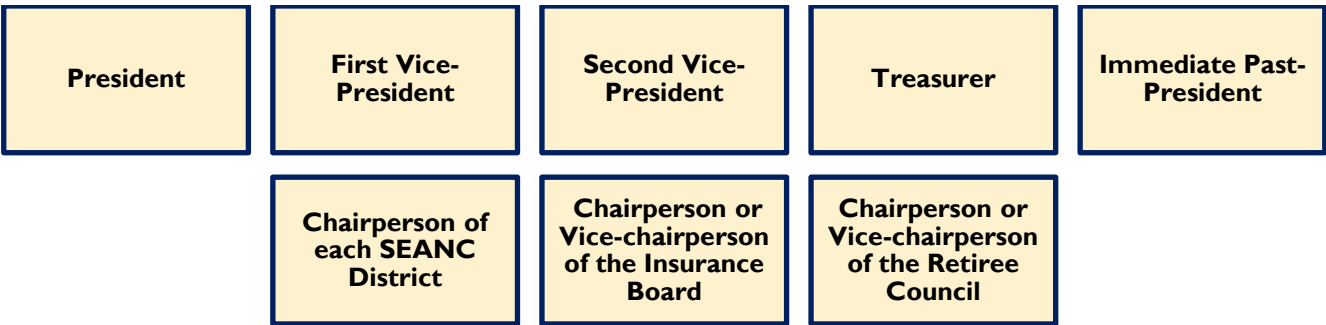 President
First Vice-
President
Second Vice-
President
Treasurer
Immediate Past-
President
Chairperson of
each SEANC
District
Chairperson or
Vice-chairperson
of the Insurance
Board
Chairperson or
Vice-chairperson
of the Retiree
Council